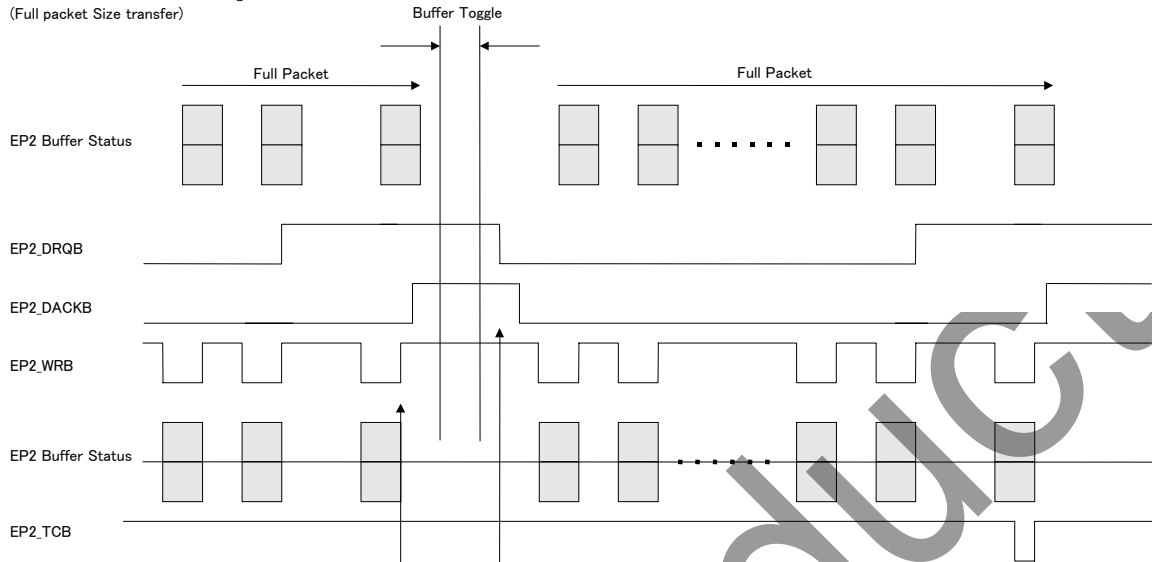 (Full packet Size transfer)
Buffer Toggle
Full Packet
Full Packet
EP2 Buffer Status
EP2_DRQB
EP2_DACKB
EP2_WRB
EP2 Buffer Status
EP2_TCB